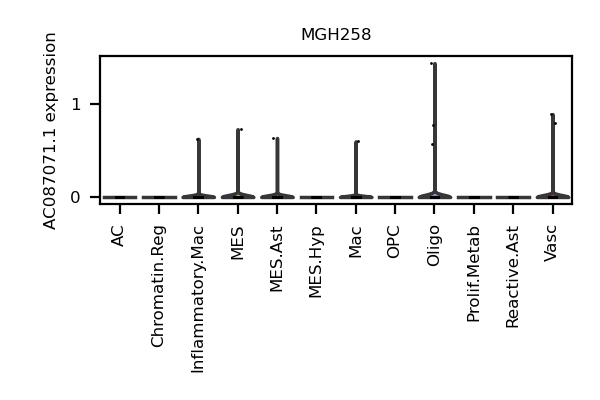 MGH258
AC087071.1 expression
1
0
AC
Chromatin.Reg
Inflammatory.Mac
MES
MES.Ast
MES.Hyp
Mac
OPC
Oligo
Prolif.Metab
Reactive.Ast
Vasc